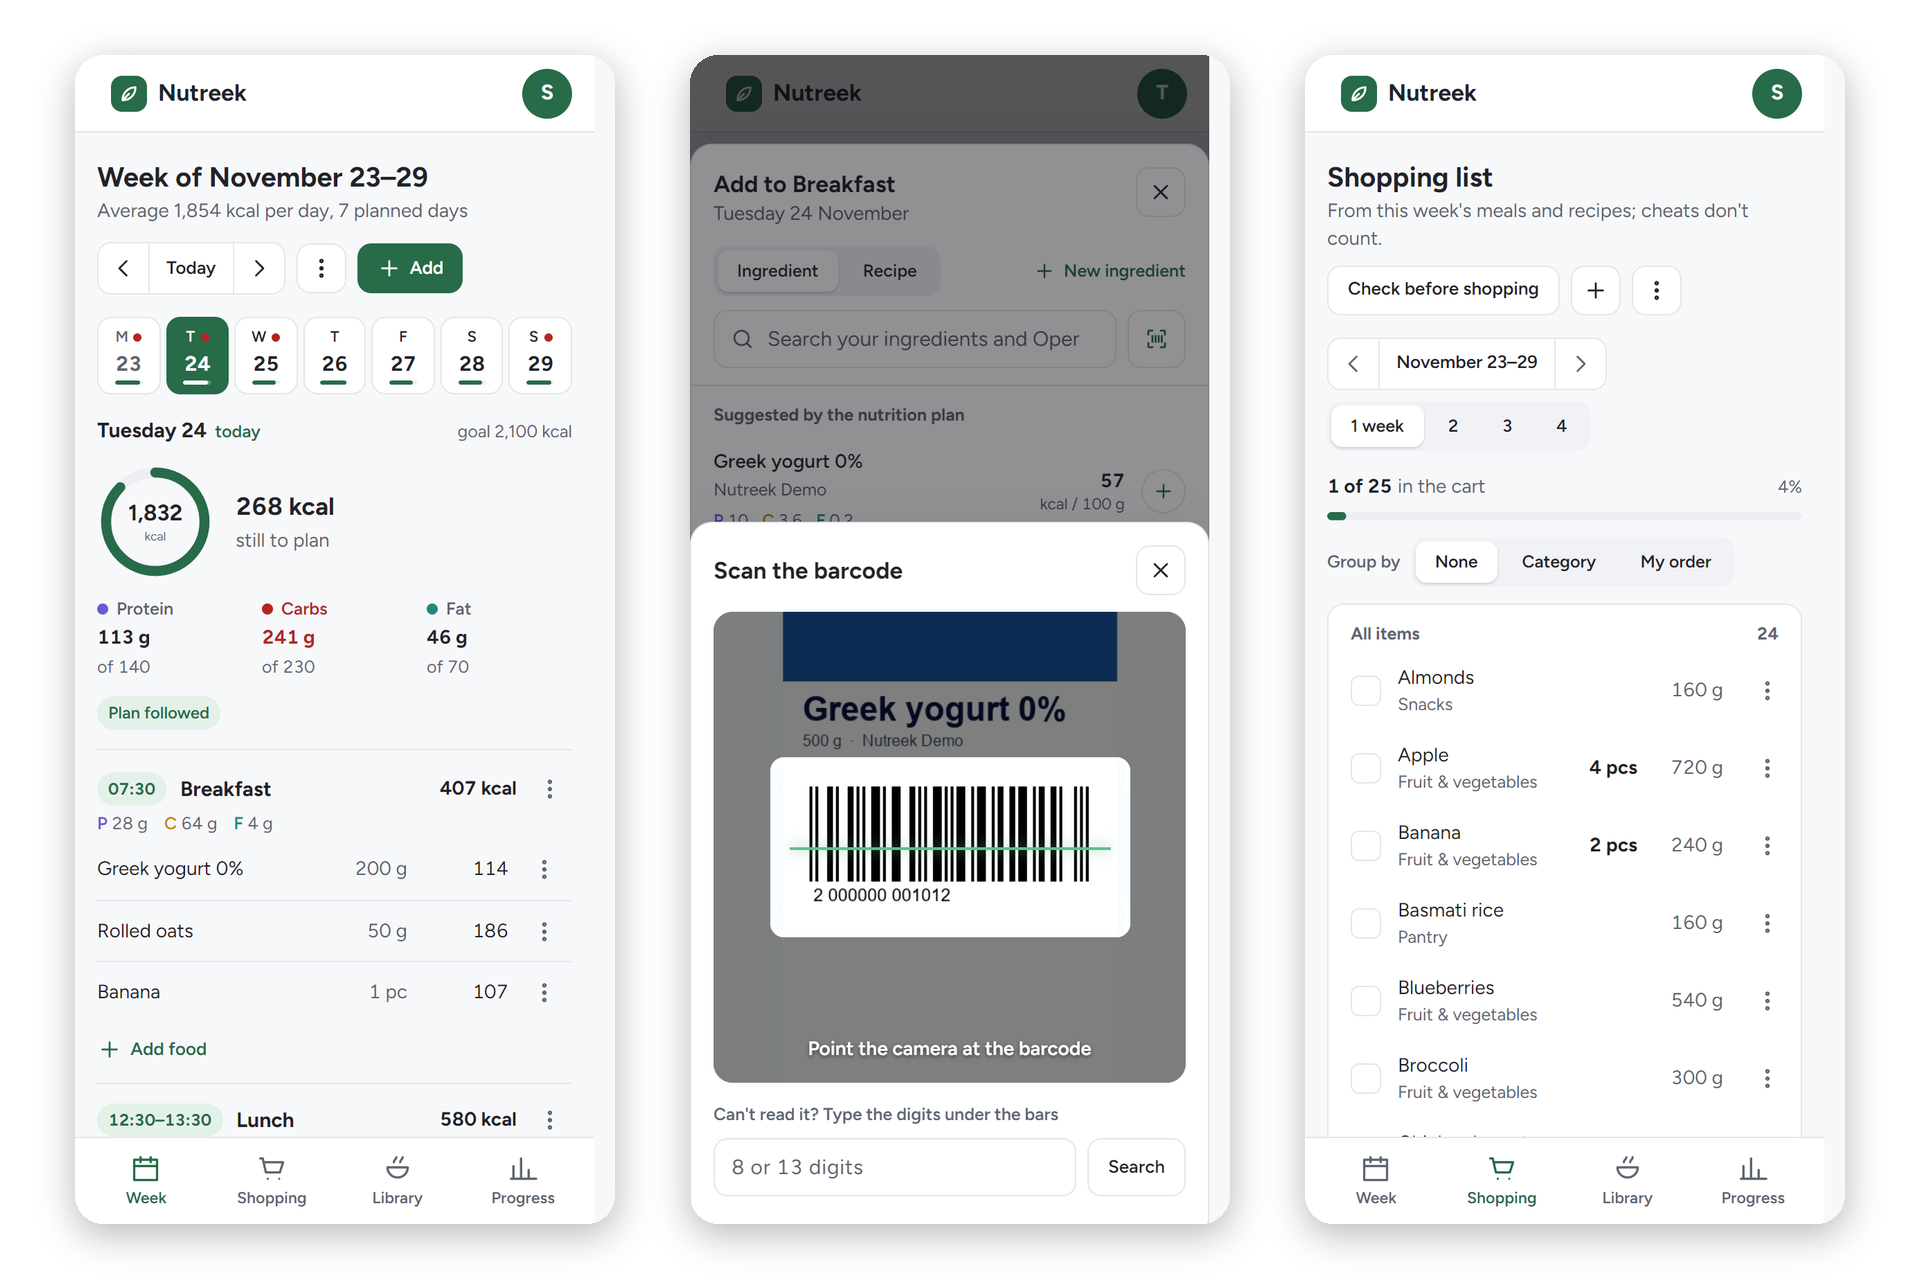 Nutreek
S
Week of November 23–29
Average 1,854 kcal per day, 7 planned days
Today
Add
M
23
T
24
W
25
T
26
F
27
S
28
S
29
Tuesday 24 today
goal 2,100 kcal
1,832
kcal
268 kcal
still to plan
Protein
113 g
of 140
Carbs
241 g
of 230
Fat
46 g
of 70
Plan followed
07:30 Breakfast 407 kcal
P 28 g C 64 g F 4 g
Greek yogurt 0% 200 g 114
Rolled oats 50 g 186
Banana 1 pc 107
Add food
12:30–13:30 Lunch 580 kcal
Week
Shopping
Library
Progress
Nutreek
T
Add to Breakfast
Tuesday 24 November
Ingredient
Recipe
New ingredient
Search your ingredients and Oper
Suggested by the nutrition plan
Greek yogurt 0%
Nutreek Demo
57
kcal / 100 g
P 10 C 3.6 F 0.2
Scan the barcode
Greek yogurt 0%
500 g · Nutreek Demo
2 000000 001012
Point the camera at the barcode
Can't read it? Type the digits under the bars
8 or 13 digits
Search
Nutreek
S
Shopping list
From this week's meals and recipes; cheats don't
count.
Check before shopping
November 23–29
1 week 2 3 4
1 of 25 in the cart 4%
Group by None Category My order
All items 24
Almonds
Snacks
160 g
Apple
Fruit & vegetables
4 pcs 720 g
Banana
Fruit & vegetables
2 pcs 240 g
Basmati rice
Pantry
160 g
Blueberries
Fruit & vegetables
540 g
Broccoli
Fruit & vegetables
300 g
Week
Shopping
Library
Progress